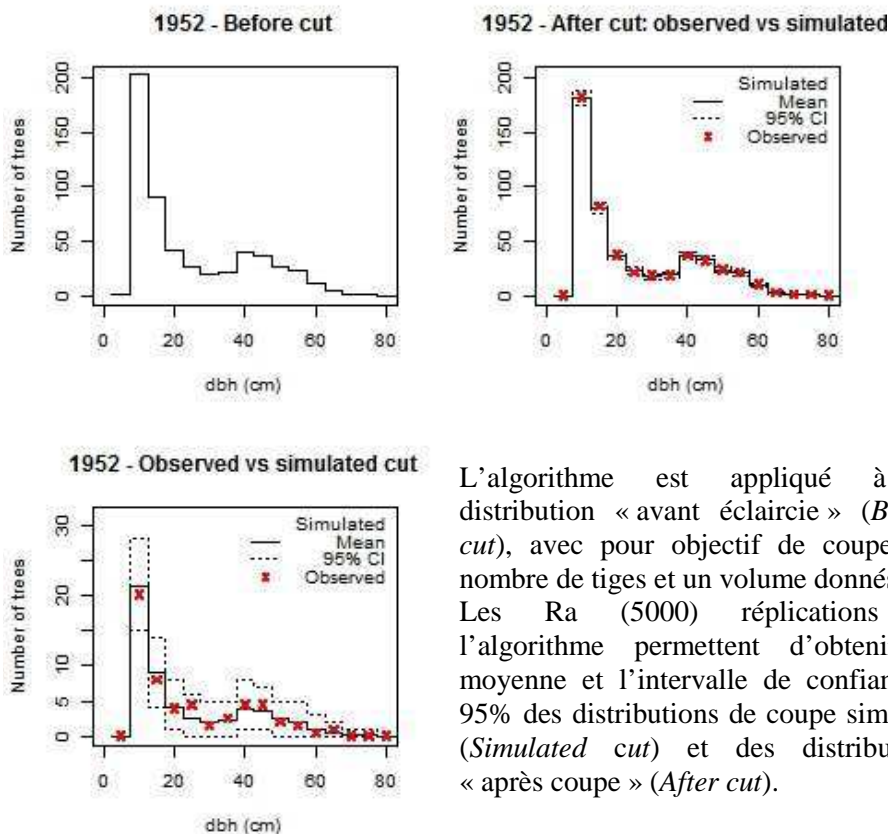 1952 - Before cut
Number of trees
200
150
100
50
0
0 20 40 60 80
dbh (cm)
1952 - After cut: observed vs simulated
Number of trees
200
150
100
50
0
Simulated
Mean
95% CI
Observed
0 20 40 60 80
dbh (cm)
1952 - Observed vs simulated cut
Number of trees
30
20
10
5
0
Simulated
Mean
95% CI
Observed
0 20 40 60 80
dbh (cm)
L'algorithme est appliqué à
distribution « avant éclaircie » (B
cut), avec pour objectif de coupe
nombre de tiges et un volume donnés
Les Ra (5000) réplications
l'algorithme permettent d'obteni
moyenne et l'intervalle de confian
95% des distributions de coupe sim
(Simulated cut) et des distribu
« après coupe » (After cut).